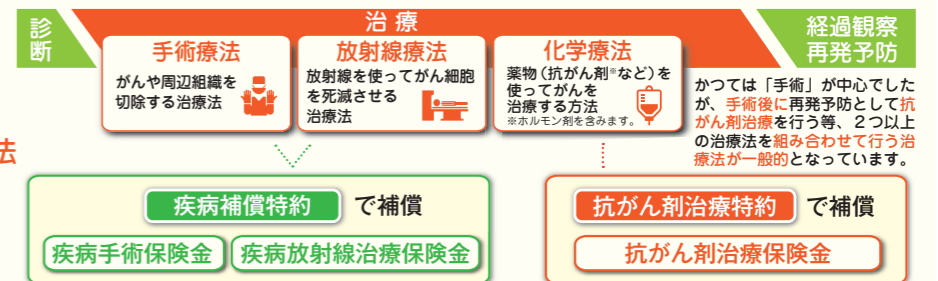 診断
治療
経過観察
再発予防
手術療法
がんや周辺組織を
切除する治療法
放射線療法
放射線を使ってがん細胞
を死滅させる
治療法
化学療法
薬物(抗がん剤※など)を
使ってがんを
治療する方法
※ホルモン剤を含みます。
かつては「手術」が中心でした
が、手術後に再発予防として抗
がん剤治療を行う等、2つ以上
の治療法を組み合わせて行う治
療法が一般的となっています。
法
疾病補償特約 で補償
疾病手術保険金
疾病放射線治療保険金
抗がん剤治療特約 で補償
抗がん剤治療保険金